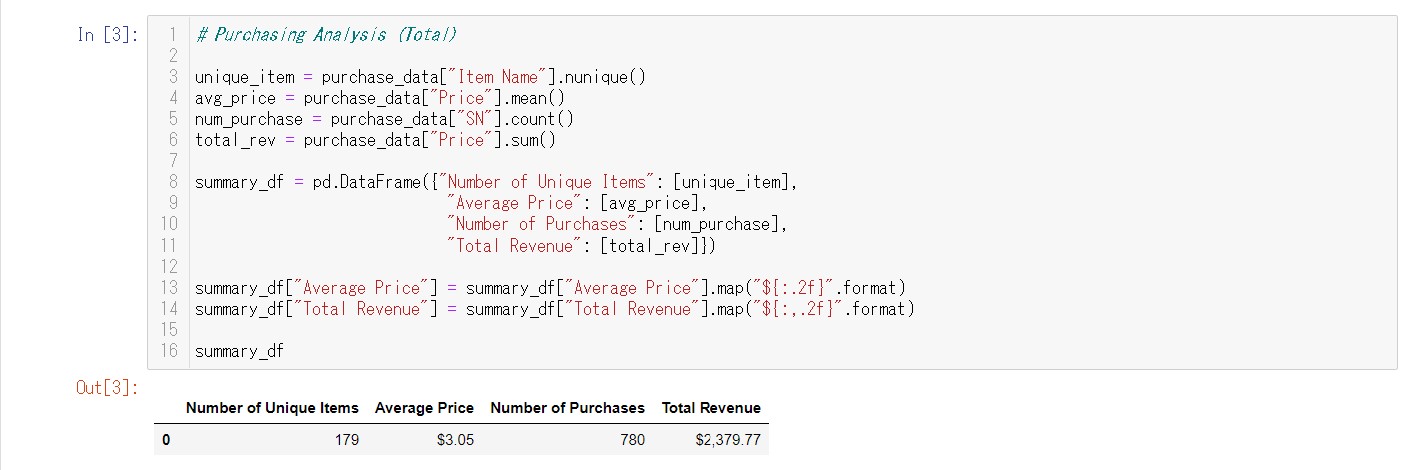 In [3]:
1 # Purchasing Analysis (Total)
2
3 unique_item = purchase_data["Item Name"].nunique()
4 avg_price = purchase_data["Price"].mean()
5 num_purchase = purchase_data["SN"].count()
6 total_rev = purchase_data["Price"].sum()
7
8 summary_df = pd.DataFrame({"Number of Unique Items": [unique_item],
9                            "Average Price": [avg_price],
10                            "Number of Purchases": [num_purchase],
11                            "Total Revenue": [total_rev]})
12
13 summary_df["Average Price"] = summary_df["Average Price"].map("${:.2f}".format)
14 summary_df["Total Revenue"] = summary_df["Total Revenue"].map("${:,.2f}".format)
15
16 summary_df
Out[3]:
Number of Unique Items Average Price Number of Purchases Total Revenue
0 179 $3.05 780 $2,379.77